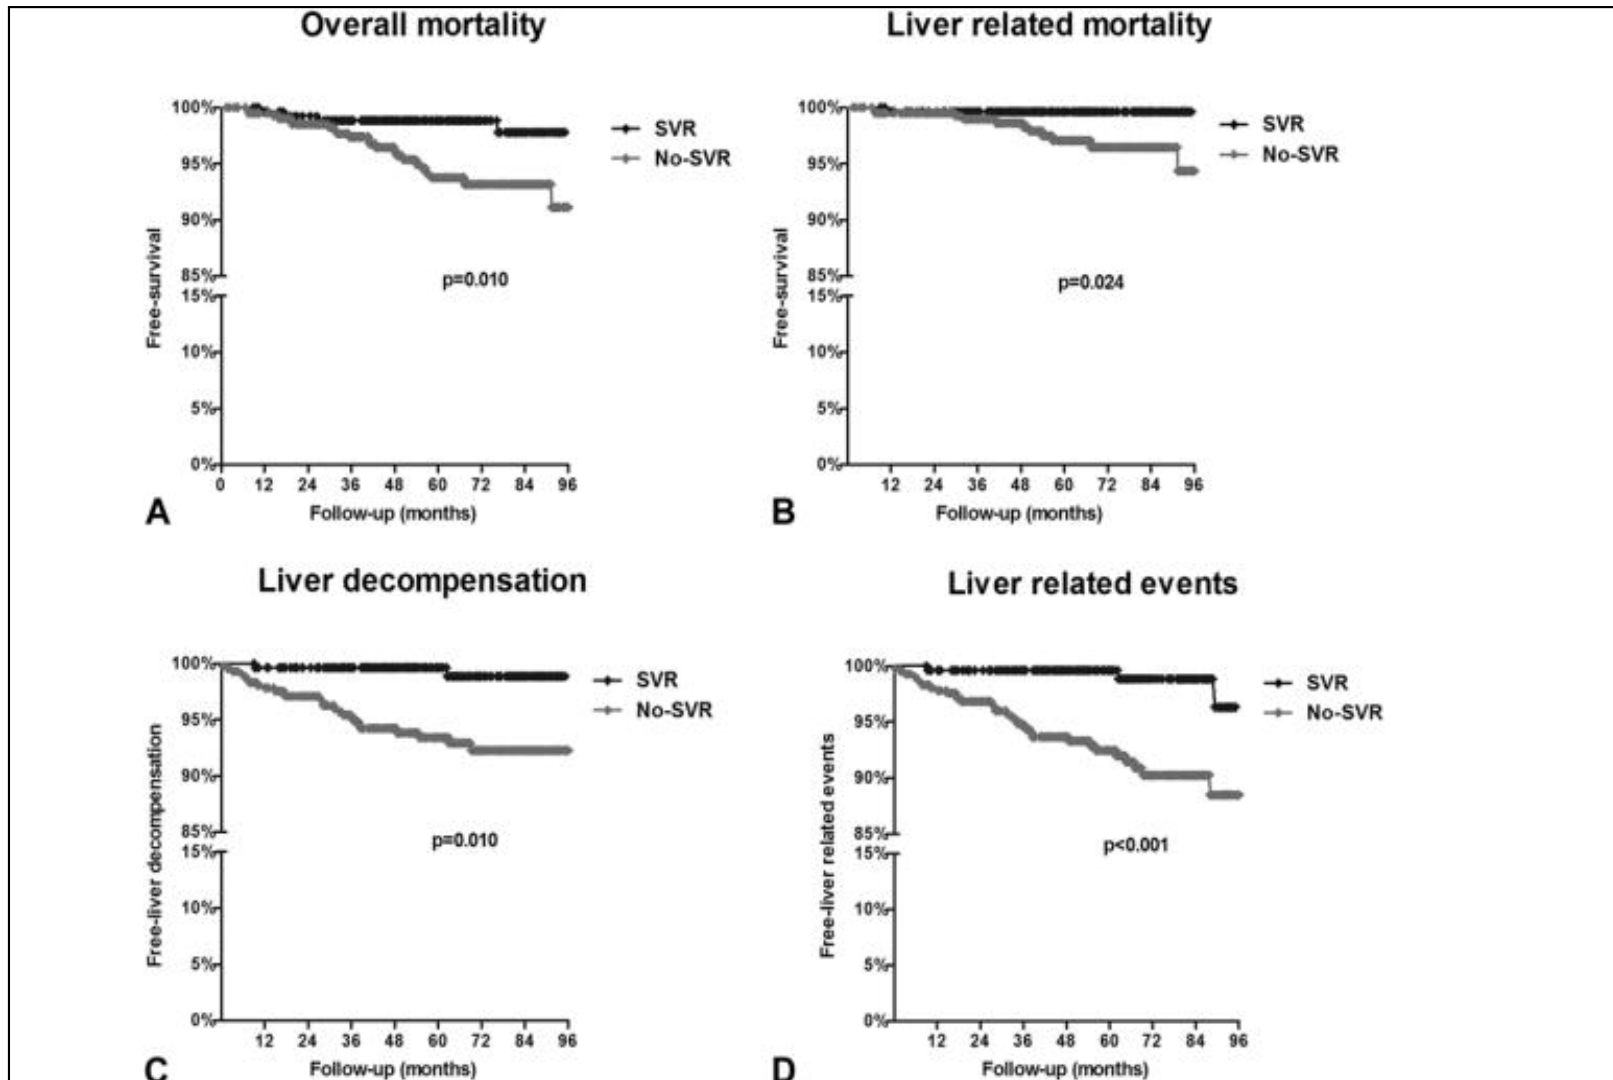 Overall mortality
100%
95%
90%
85%
15%
10%
5%
0%
Free-survival
SVR
No-SVR
p=0.010
0 12 24 36 48 60 72 84 96
Follow-up (months)
A
Liver related mortality
100%
95%
90%
85%
15%
10%
5%
0%
Free-survival
SVR
No-SVR
p=0.024
12 24 36 48 60 72 84 96
Follow-up (months)
B
Liver decompensation
100%
95%
90%
85%
15%
10%
5%
0%
Free-liver decompensation
SVR
No-SVR
p=0.010
12 24 36 48 60 72 84 96
Follow-up (months)
C
Liver related events
100%
95%
90%
85%
15%
10%
5%
0%
Free-liver related events
SVR
No-SVR
p<0.001
12 24 36 48 60 72 84 96
Follow-up (months)
D